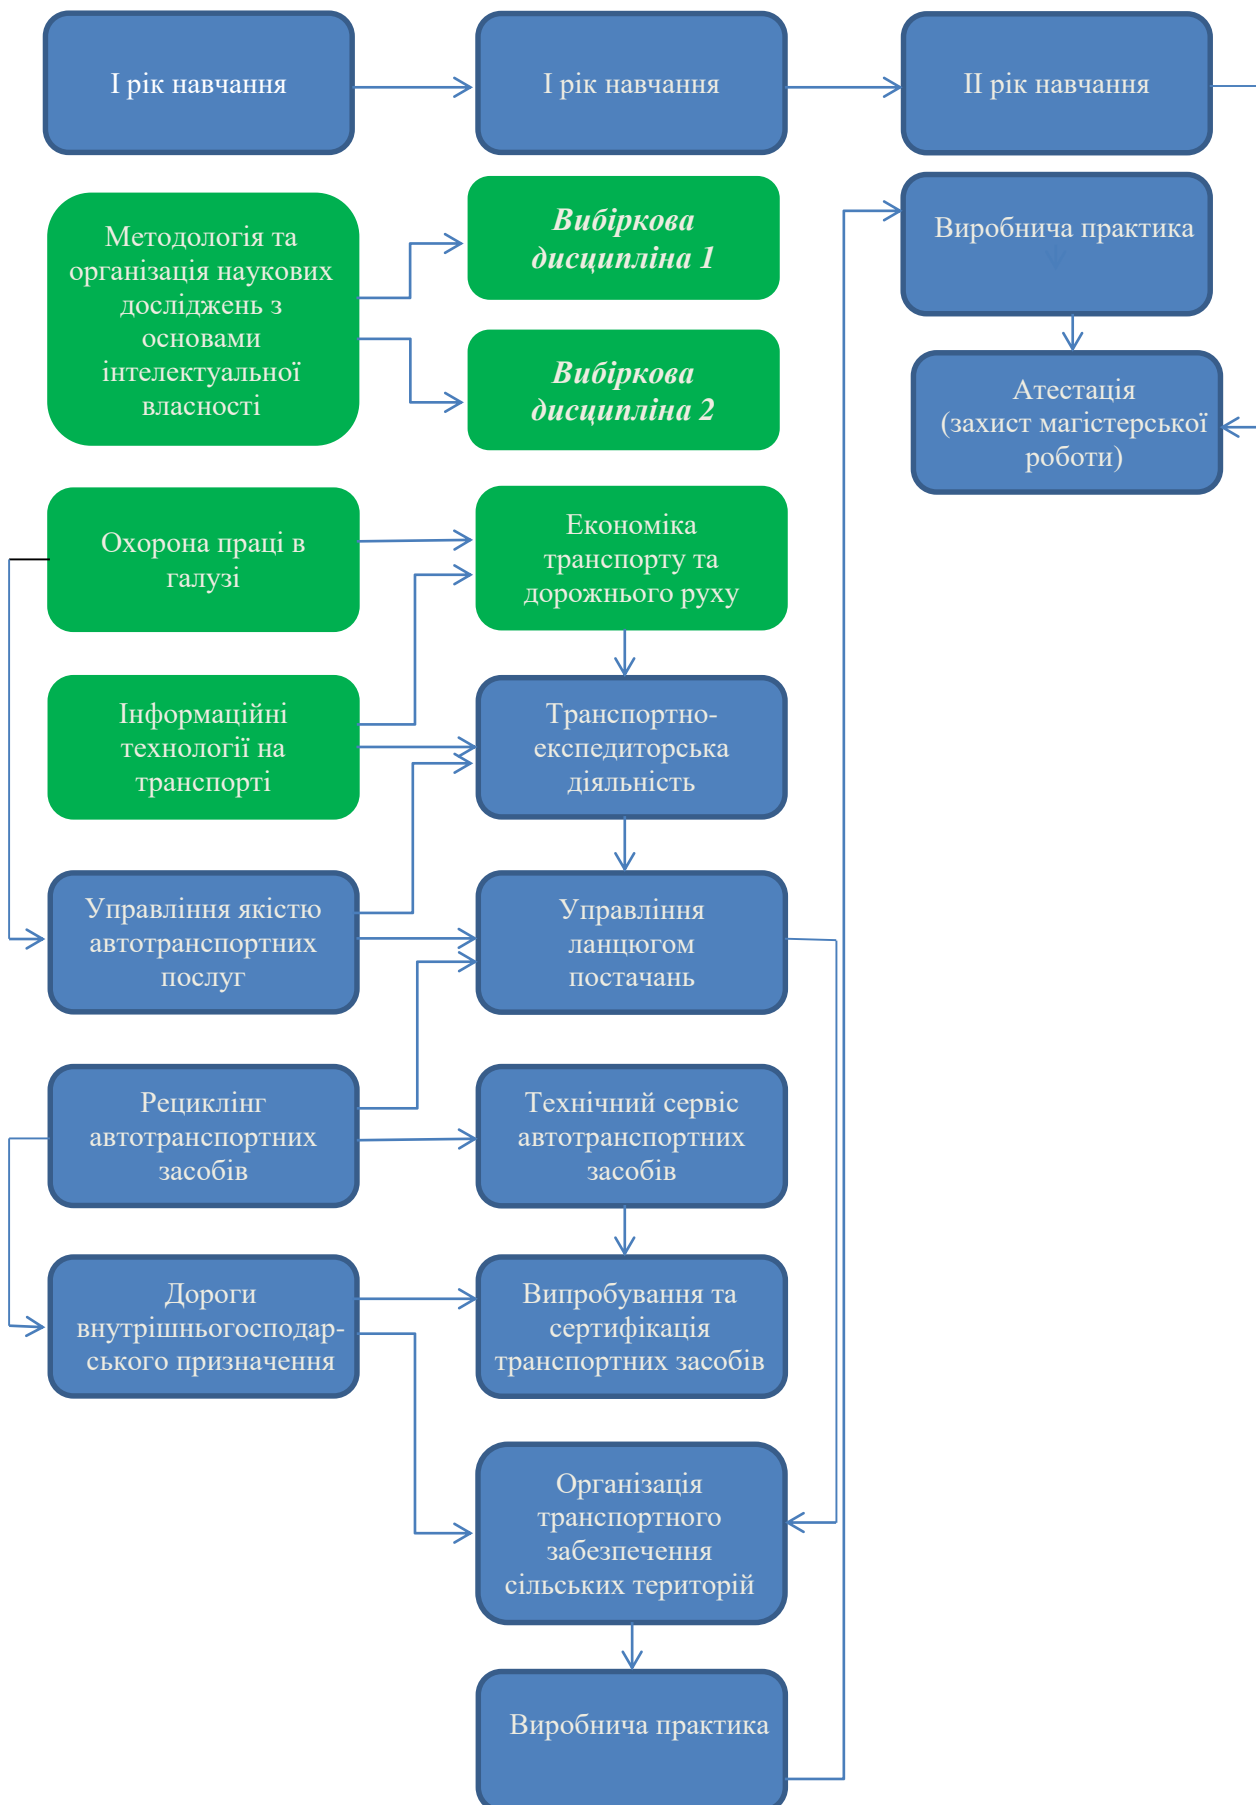 І рік навчання
І рік навчання
ІІ рік навчання
Методологія та
організація наукових
досліджень з
основами
інтелектуальної
власності
Вибіркова
дисципліна 1
Виробнича практика
Вибіркова
дисципліна 2
Атестація
(захист магістерської
роботи)
Охорона праці в
галузі
Економіка
транспорту та
дорожнього руху
Інформаційні
технології на
транспорті
Транспортно-
експедиторська
діяльність
Управління якістю
автотранспортних
послуг
Управління
ланцюгом
постачань
Рециклінг
автотранспортних
засобів
Технічний сервіс
автотранспортних
засобів
Дороги
внутрішньогосподар-
ського призначення
Випробування та
сертифікація
транспортних засобів
Організація
транспортного
забезпечення
сільських територій
Виробнича практика